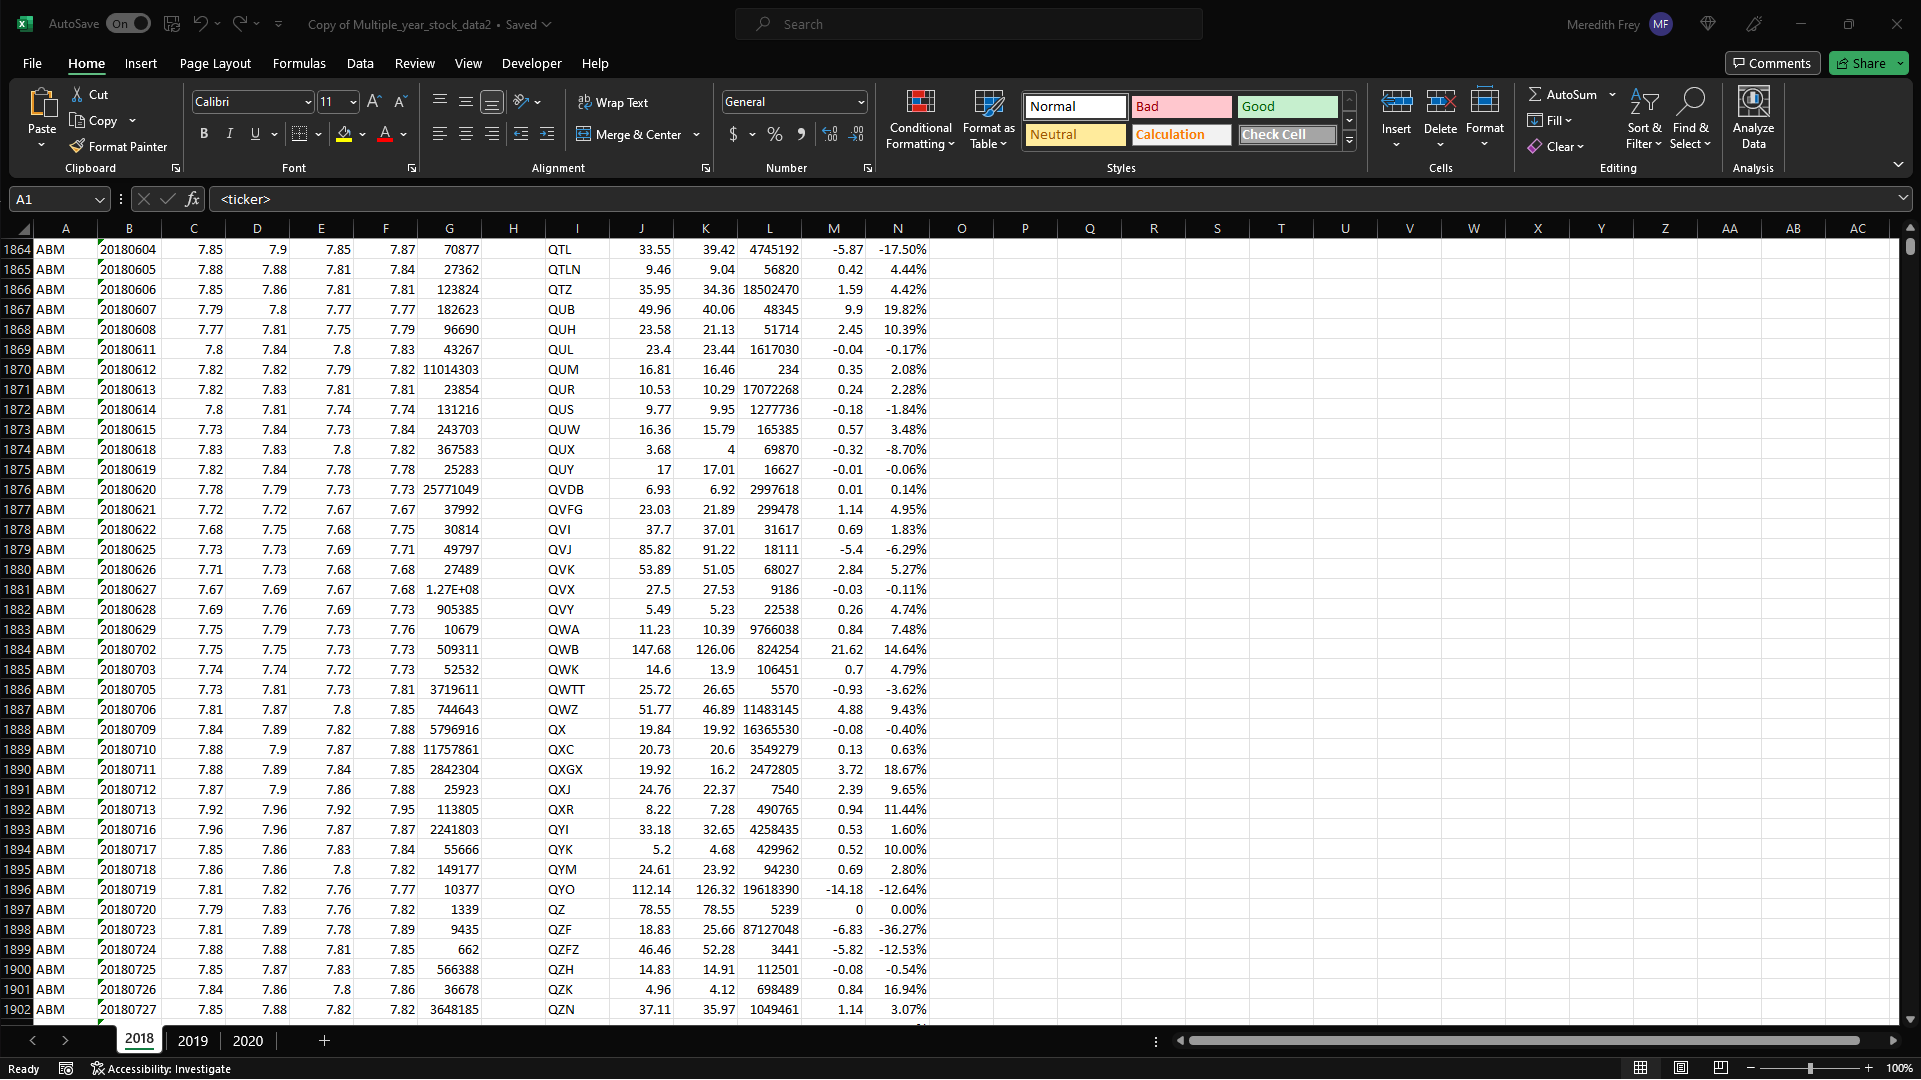 AutoSave On Copy of Multiple_year_stock_data2 • Saved Search Meredith Frey MF
File Home Insert Page Layout Formulas Data Review View Developer Help Comments Share
Paste Cut Copy Format Painter Clipboard
Calibri 11 B I U A Font
Wrap Text Merge & Center Alignment
General $ % Number
Conditional Formatting Format as Table Normal Bad Good Neutral Calculation Check Cell Styles
Insert Delete Format Cells
AutoSum Fill Clear Sort & Filter Find & Select Editing
Analyze Data Analysis
A1 fx <ticker>
A B C D E F G H I J K L M N O P Q R S T U V W X Y Z AA AB AC
1864 ABM 20180604 7.85 7.9 7.85 7.87 70877 QTL 33.55 39.42 4745192 -5.87 -17.50%
1865 ABM 20180605 7.88 7.88 7.81 7.84 27362 QTLN 9.46 9.04 56820 0.42 4.44%
1866 ABM 20180606 7.85 7.86 7.81 7.81 123824 QTZ 35.95 34.36 18502470 1.59 4.42%
1867 ABM 20180607 7.79 7.8 7.77 7.77 182623 QUB 49.96 40.06 48345 9.9 19.82%
1868 ABM 20180608 7.77 7.81 7.75 7.79 96690 QUH 23.58 21.13 51714 2.45 10.39%
1869 ABM 20180611 7.8 7.84 7.8 7.83 43267 QUL 23.4 23.44 1617030 -0.04 -0.17%
1870 ABM 20180612 7.82 7.82 7.79 7.82 11014303 QUM 16.81 16.46 234 0.35 2.08%
1871 ABM 20180613 7.82 7.83 7.81 7.81 23854 QUR 10.53 10.29 17072268 0.24 2.28%
1872 ABM 20180614 7.8 7.81 7.74 7.74 131216 QUS 9.77 9.95 1277736 -0.18 -1.84%
1873 ABM 20180615 7.73 7.84 7.73 7.84 243703 QUW 16.36 15.79 165385 0.57 3.48%
1874 ABM 20180618 7.83 7.83 7.8 7.82 367583 QUX 3.68 4 69870 -0.32 -8.70%
1875 ABM 20180619 7.82 7.84 7.78 7.78 25283 QUY 17 17.01 16627 -0.01 -0.06%
1876 ABM 20180620 7.78 7.79 7.73 7.73 25771049 QVDB 6.93 6.92 2997618 0.01 0.14%
1877 ABM 20180621 7.72 7.72 7.67 7.67 37992 QVFG 23.03 21.89 299478 1.14 4.95%
1878 ABM 20180622 7.68 7.75 7.68 7.75 30814 QVI 37.7 37.01 31617 0.69 1.83%
1879 ABM 20180625 7.73 7.73 7.69 7.71 49797 QVJ 85.82 91.22 18111 -5.4 -6.29%
1880 ABM 20180626 7.71 7.73 7.68 7.68 27489 QVK 53.89 51.05 68027 2.84 5.27%
1881 ABM 20180627 7.67 7.69 7.67 7.68 1.27E+08 QVX 27.5 27.53 9186 -0.03 -0.11%
1882 ABM 20180628 7.69 7.76 7.69 7.73 905385 QVY 5.49 5.23 22538 0.26 4.74%
1883 ABM 20180629 7.75 7.79 7.73 7.76 10679 QWA 11.23 10.39 9766038 0.84 7.48%
1884 ABM 20180702 7.75 7.75 7.73 7.73 509311 QWB 147.68 126.06 824254 21.62 14.64%
1885 ABM 20180703 7.74 7.74 7.72 7.73 52532 QWK 14.6 13.9 106451 0.7 4.79%
1886 ABM 20180705 7.73 7.81 7.73 7.81 3719611 QWTT 25.72 26.65 5570 -0.93 -3.62%
1887 ABM 20180706 7.81 7.87 7.8 7.85 744643 QWZ 51.77 46.89 11483145 4.88 9.43%
1888 ABM 20180709 7.84 7.89 7.82 7.88 5796916 QX 19.84 19.92 16365530 -0.08 -0.40%
1889 ABM 20180710 7.88 7.9 7.87 7.88 11757861 QXC 20.73 20.6 3549279 0.13 0.63%
1890 ABM 20180711 7.88 7.89 7.84 7.85 2842304 QXGX 19.92 16.2 2472805 3.72 18.67%
1891 ABM 20180712 7.87 7.9 7.86 7.88 25923 QXJ 24.76 22.37 7540 2.39 9.65%
1892 ABM 20180713 7.92 7.96 7.92 7.95 113805 QXR 8.22 7.28 490765 0.94 11.44%
1893 ABM 20180716 7.96 7.96 7.87 7.87 2241803 QYI 33.18 32.65 4258435 0.53 1.60%
1894 ABM 20180717 7.85 7.86 7.83 7.84 55666 QYK 5.2 4.68 429962 0.52 10.00%
1895 ABM 20180718 7.86 7.86 7.8 7.82 149177 QYM 24.61 23.92 94230 0.69 2.80%
1896 ABM 20180719 7.81 7.82 7.76 7.77 10377 QYO 112.14 126.32 19618390 -14.18 -12.64%
1897 ABM 20180720 7.79 7.83 7.76 7.82 1339 QZ 78.55 78.55 5239 0 0.00%
1898 ABM 20180723 7.81 7.89 7.78 7.89 9435 QZF 18.83 25.66 87127048 -6.83 -36.27%
1899 ABM 20180724 7.88 7.88 7.81 7.85 662 QZFZ 46.46 52.28 3441 -5.82 -12.53%
1900 ABM 20180725 7.85 7.87 7.83 7.85 566388 QZH 14.83 14.91 112501 -0.08 -0.54%
1901 ABM 20180726 7.84 7.86 7.8 7.86 36678 QZK 4.96 4.12 698489 0.84 16.94%
1902 ABM 20180727 7.85 7.88 7.82 7.82 3648185 QZN 37.11 35.97 1049461 1.14 3.07%
2018 2019 2020
Ready Accessibility: Investigate 100%